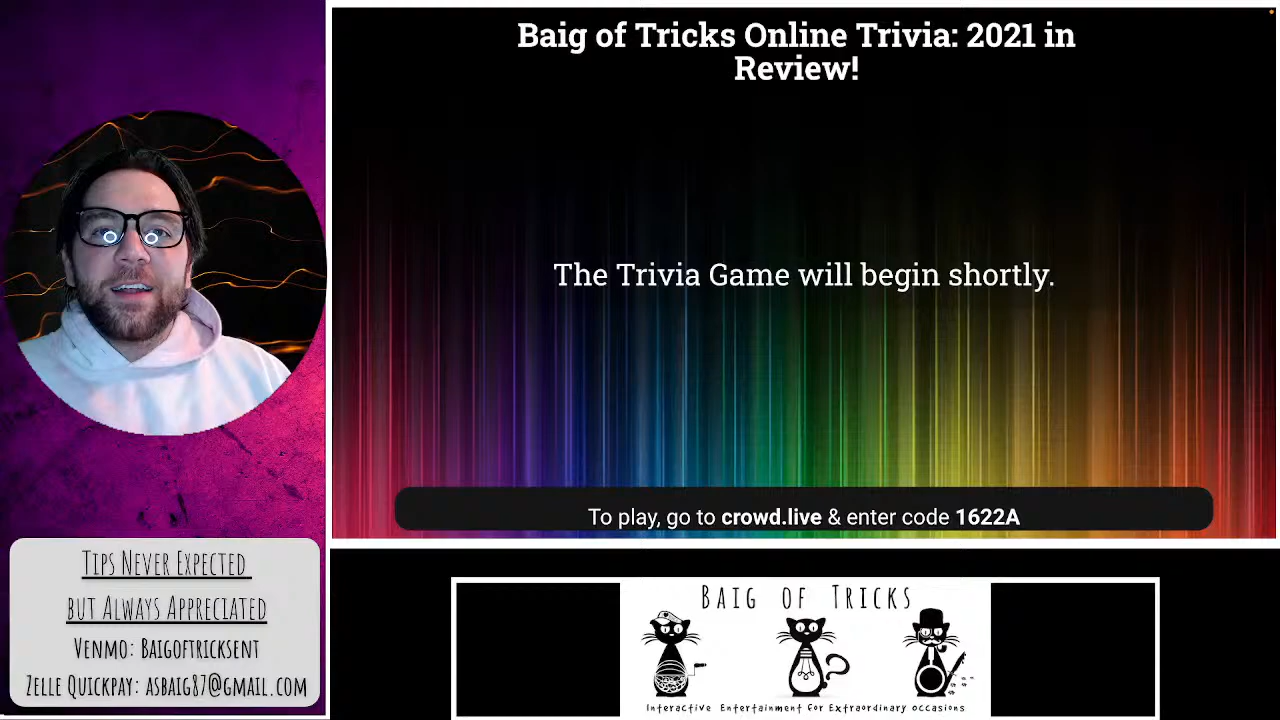 Baig of Tricks Online Trivia: 2021 in
Review!
The Trivia Game will begin shortly.
To play, go to crowd.live & enter code 1622A
Tips Never Expected
but Always Appreciated
Venmo: Baigoftricksent
Zelle Quickpay: asbaig87@gmail.com
Baig of Tricks
Interactive Entertainment for Extraordinary Occasions